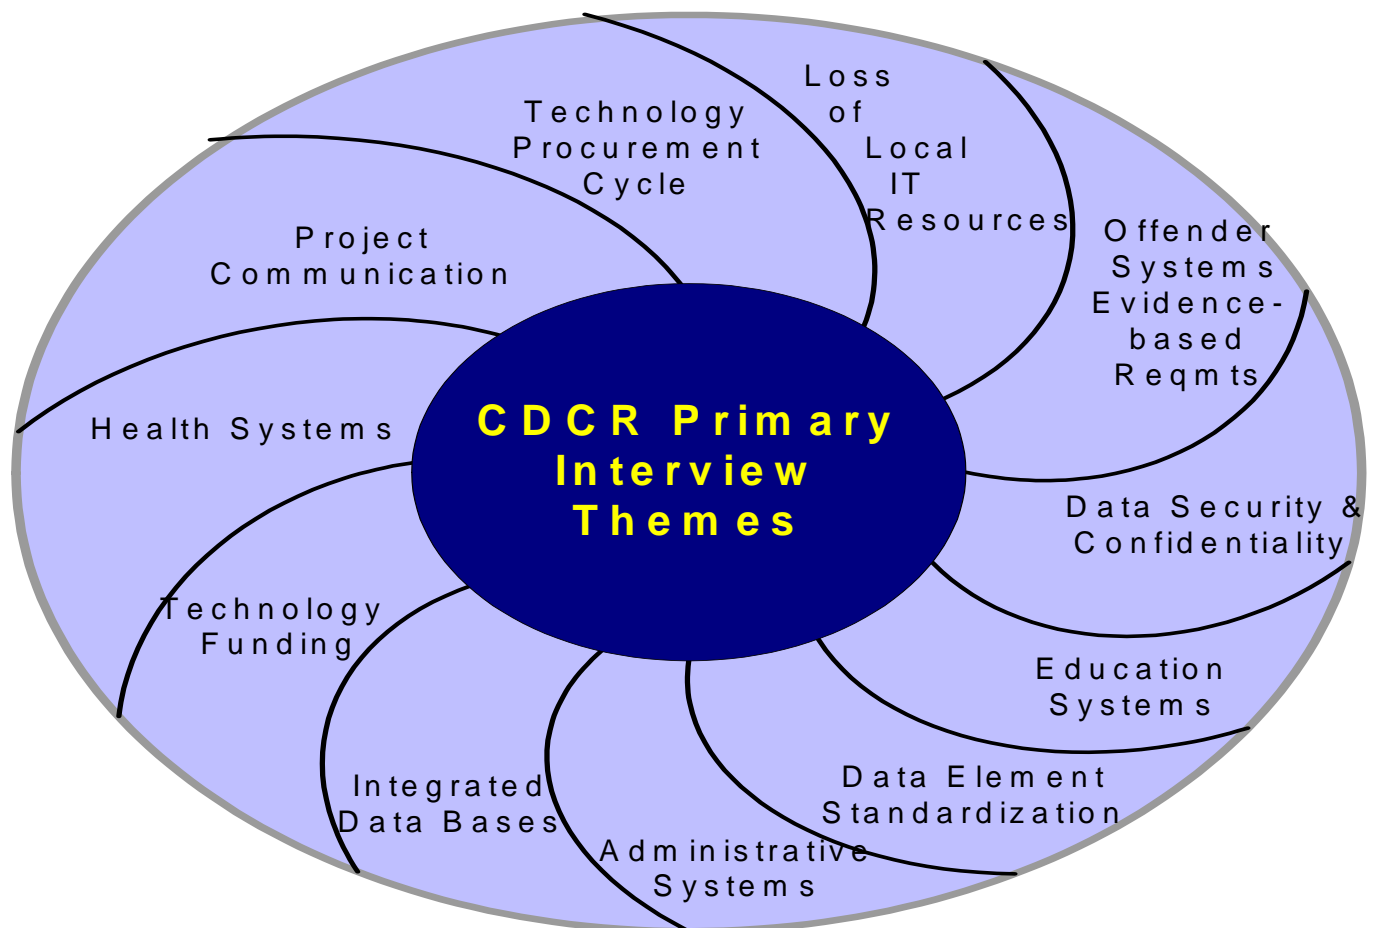 Loss
of
Local
IT
Resources
Technology
Procurement
Cycle
Project
Communication
Offender
Systems
Evidence-
based
Reqmts
Health Systems
CDCR Primary
Interview
Themes
Data Security &
Confidentiality
Technology
Funding
Education
Systems
Integrated
Data Bases
Data Element
Standardization
Administrative
Systems